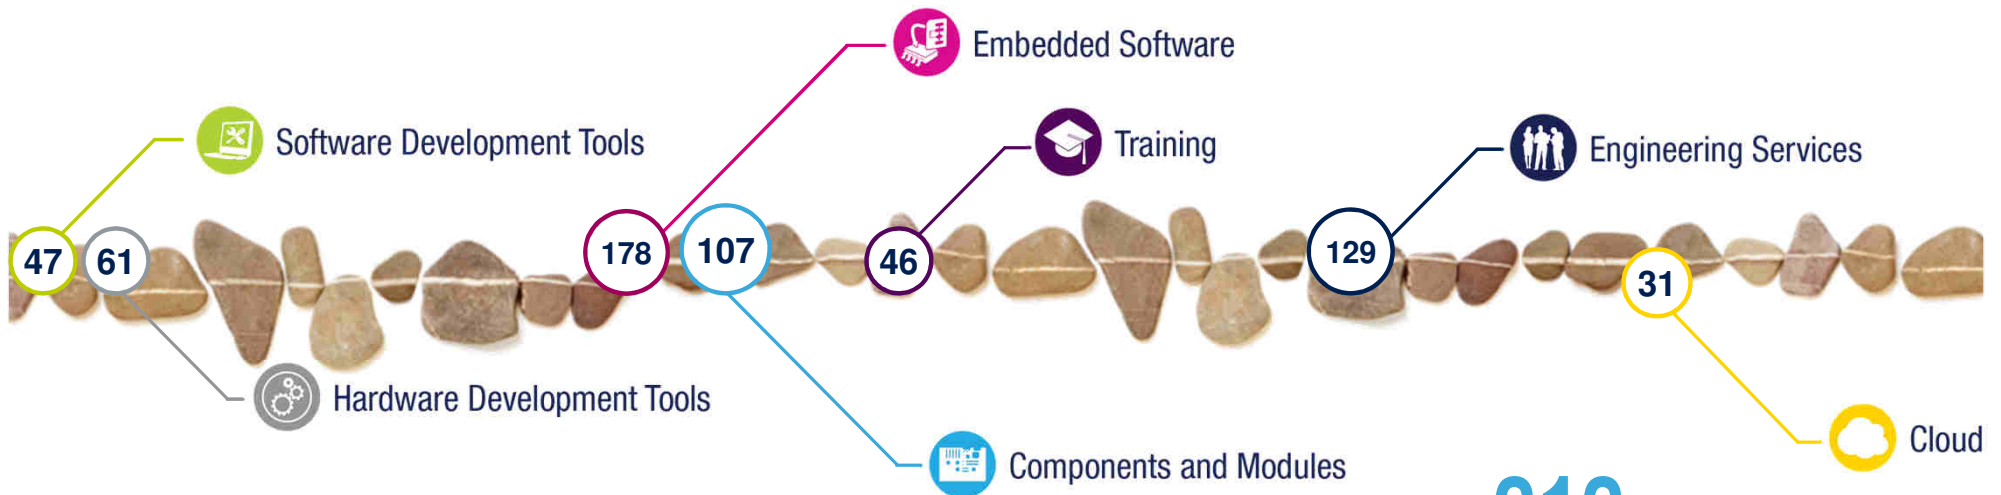 Embedded Software
Software Development Tools
Training
Engineering Services
47
61
178
107
46
129
31
Hardware Development Tools
Cloud
Components and Modules